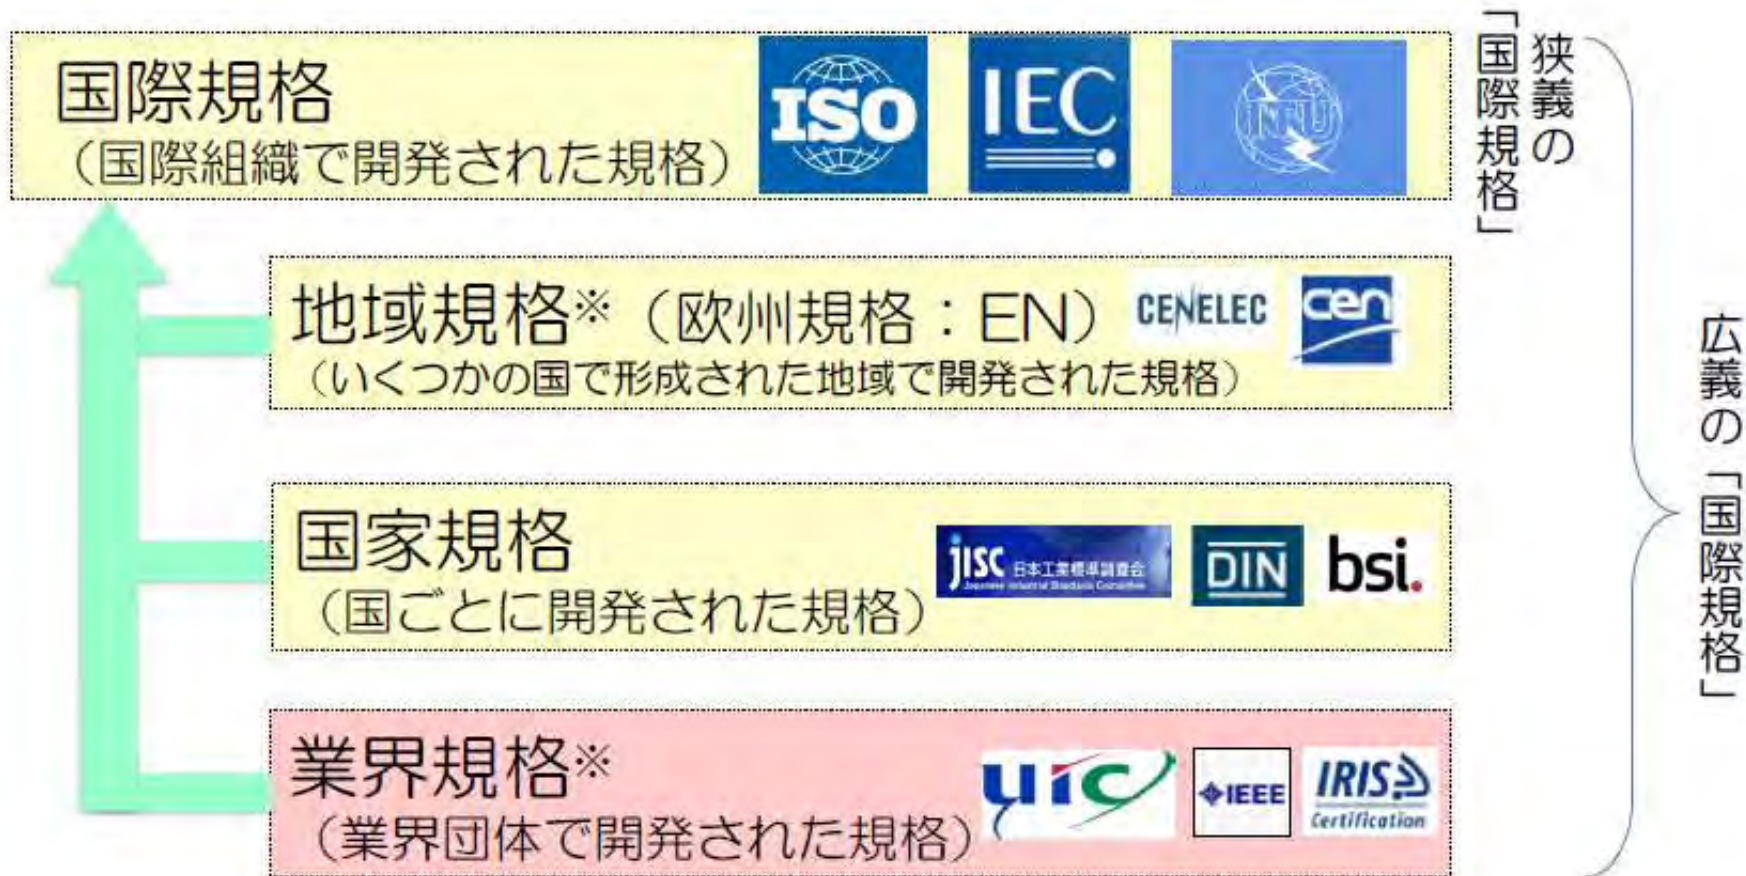 国際規格
（国際組織で開発された規格）
ISO
IEC
ITU
狭義の
「国際規格」
地域規格※（欧州規格：EN）
（いくつかの国で形成された地域で開発された規格）
CENELEC
cen
国家規格
（国ごとに開発された規格）
JISC 日本工業標準調査会
Japanese Industrial Standards Committee
DIN
bsi.
業界規格※
（業界団体で開発された規格）
uic
IEEE
IRIS
Certification
広義の「国際規格」